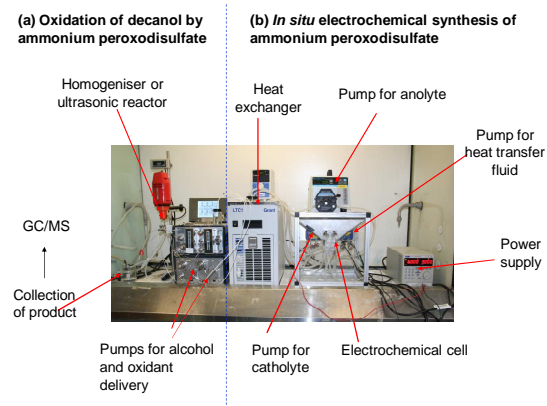 (a) Oxidation of decanol by
ammonium peroxodisulfate
(b) In situ electrochemical synthesis of
ammonium peroxodisulfate
Homogeniser or
ultrasonic reactor
Heat
exchanger
Pump for anolyte
Pump for
heat transfer
fluid
GC/MS
LTC1 Grant
Power
supply
Collection
of product
Pumps for alcohol
and oxidant
delivery
Pump for
catholyte
Electrochemical cell